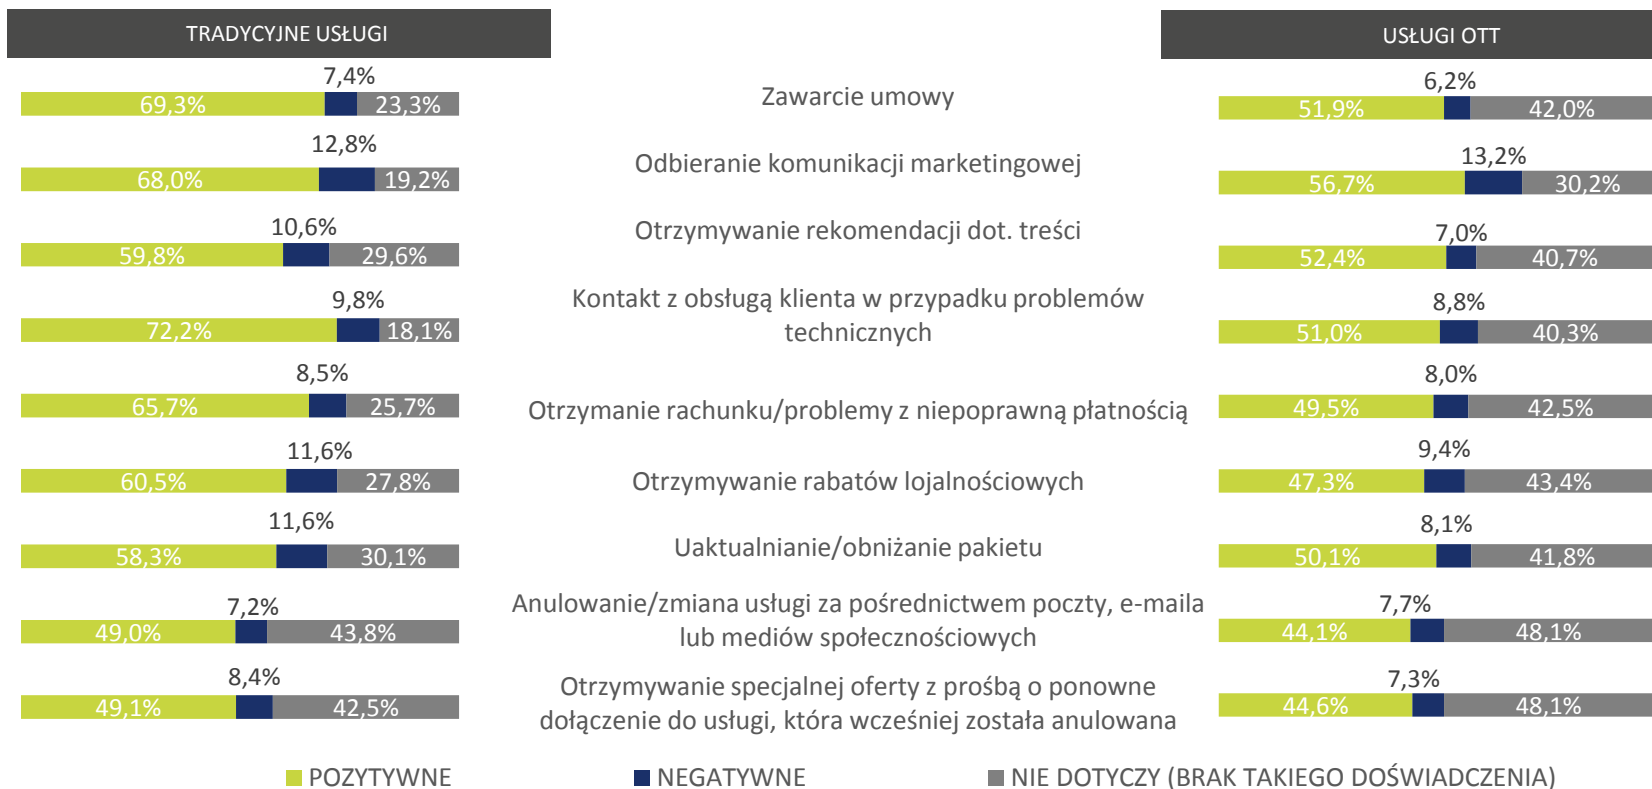 TRADYCYJNE USŁUGI
USŁUGI OTT
7,4%
69,3% 23,3%
Zawarcie umowy
6,2%
51,9% 42,0%
12,8%
68,0% 19,2%
Odbieranie komunikacji marketingowej
13,2%
56,7% 30,2%
10,6%
59,8% 29,6%
Otrzymywanie rekomendacji dot. treści
7,0%
52,4% 40,7%
9,8%
72,2% 18,1%
Kontakt z obsługą klienta w przypadku problemów
technicznych
8,8%
51,0% 40,3%
8,5%
65,7% 25,7%
Otrzymanie rachunku/problemy z niepoprawną płatnością
8,0%
49,5% 42,5%
11,6%
60,5% 27,8%
Otrzymywanie rabatów lojalnościowych
9,4%
47,3% 43,4%
11,6%
58,3% 30,1%
Uaktualnianie/obniżanie pakietu
8,1%
50,1% 41,8%
7,2%
49,0% 43,8%
Anulowanie/zmiana usługi za pośrednictwem poczty, e-maila
lub mediów społecznościowych
7,7%
44,1% 48,1%
8,4%
49,1% 42,5%
Otrzymywanie specjalnej oferty z prośbą o ponowne
dołączenie do usługi, która wcześniej została anulowana
7,3%
44,6% 48,1%
POZYTYWNE
NEGATYWNE
NIE DOTYCZY (BRAK TAKIEGO DOŚWIADCZENIA)